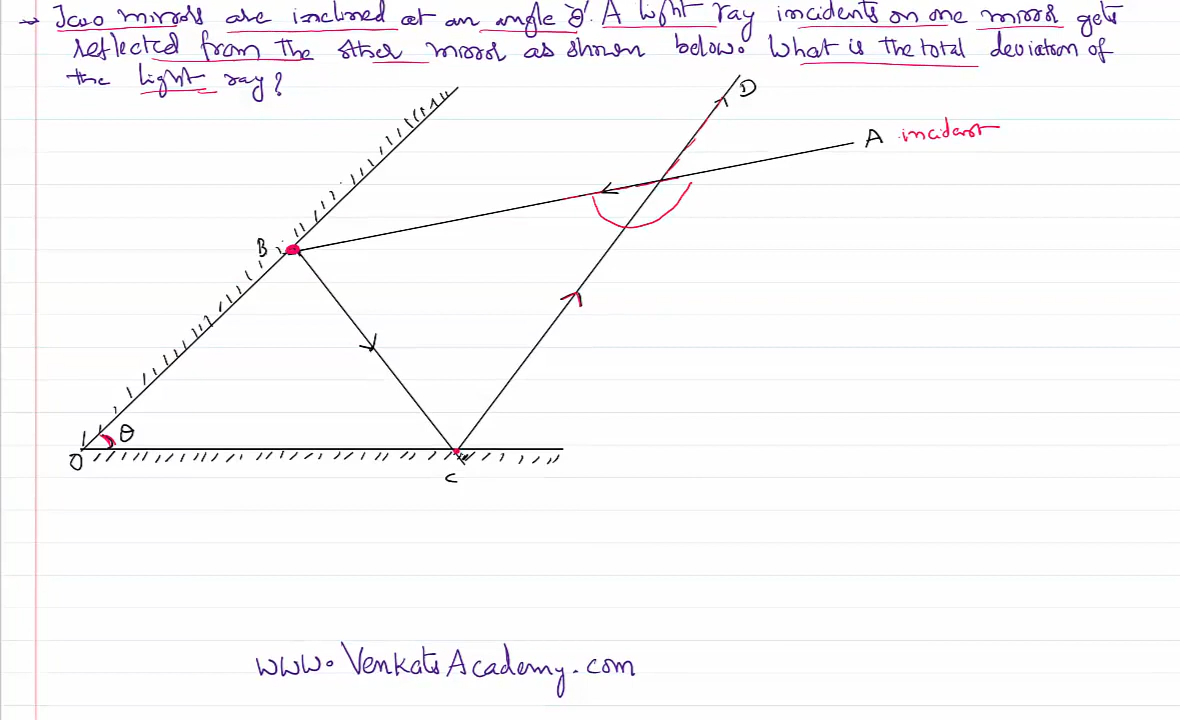 → Two mirrors are inclined at an angle 'θ'. A light ray incidents on one mirror gets
reflected from the other mirror as shown below. What is the total deviation of
the light ray?
D
A incident
B
θ
O
C
www.VenkatsAcademy.com